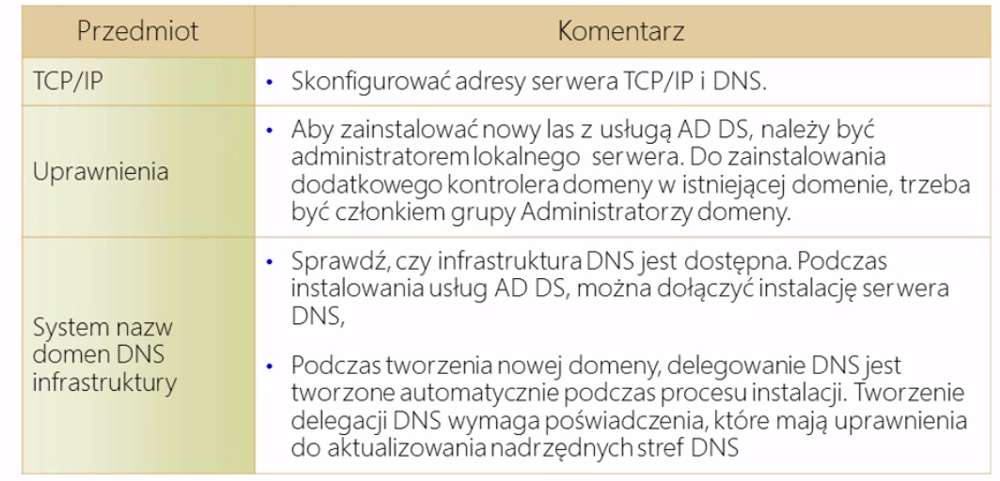 Przedmiot
Komentarz
TCP/IP
• Skonfigurować adresy serwera TCP/IP i DNS.
Uprawnienia
• Aby zainstalować nowy las z usługą AD DS, należy być
administratorem lokalnego serwera. Do zainstalowania
dodatkowego kontrolera domeny w istniejącej domenie, trzeba
być członkiem grupy Administratorzy domeny.
System nazw
domen DNS
infrastruktury
• Sprawdź, czy infrastruktura DNS jest dostępna. Podczas
instalowania usług AD DS, można dołączyć instalację serwera
DNS,
• Podczas tworzenia nowej domeny, delegowanie DNS jest
tworzone automatycznie podczas procesu instalacji. Tworzenie
delegacji DNS wymaga poświadczenia, które mają uprawnienia
do aktualizowania nadrzędnych stref DNS